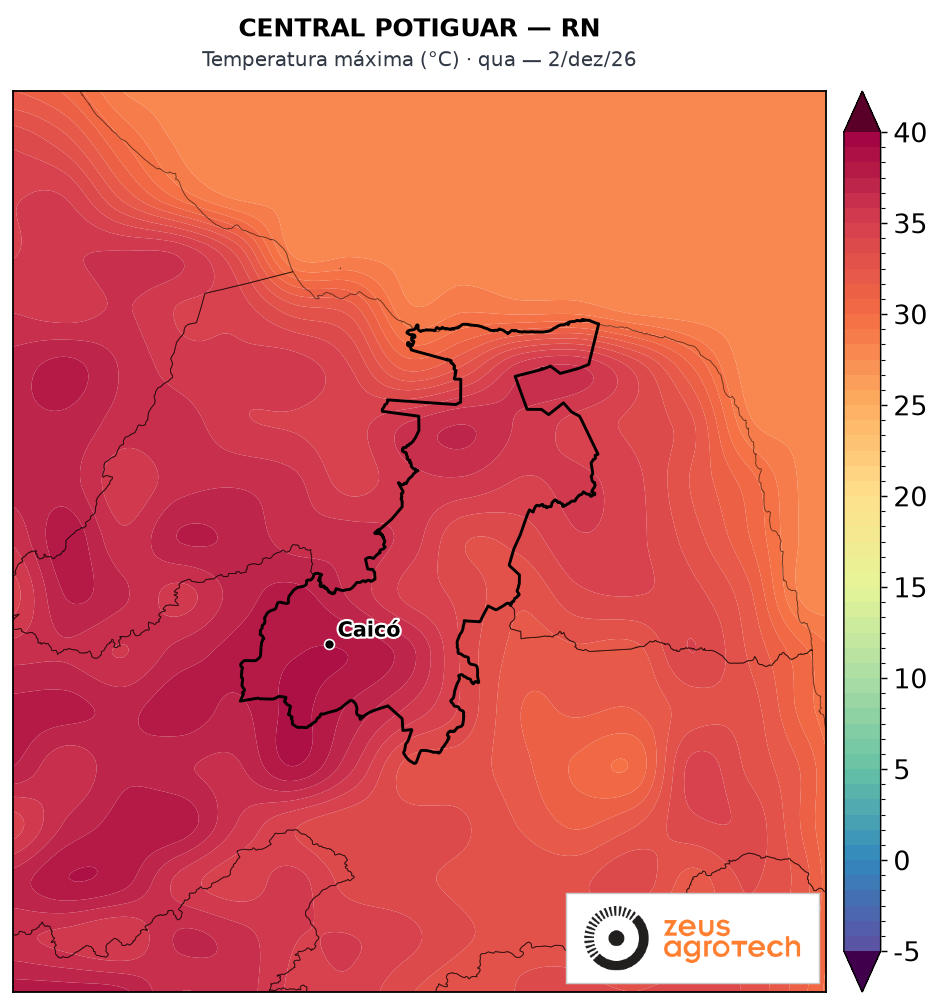 CENTRAL POTIGUAR — RN
Temperatura máxima (°C) · qua — 2/dez/26
40
35
30
25
20
15
10
5
0
-5
Caicó
zeus
agrotech